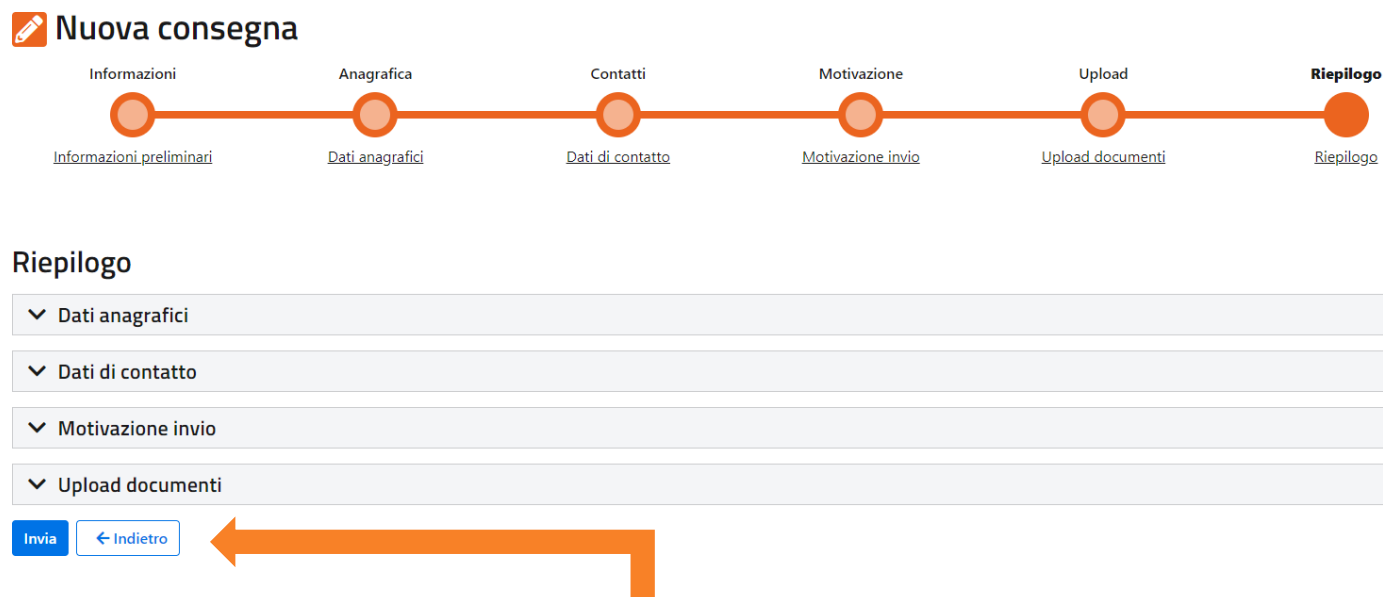 Nuova consegna
Informazioni Anagrafica Contatti Motivazione Upload Riepilogo
Informazioni preliminari Dati anagrafici Dati di contatto Motivazione invio Upload documenti Riepilogo
Riepilogo
Dati anagrafici
Dati di contatto
Motivazione invio
Upload documenti
Invia Indietro